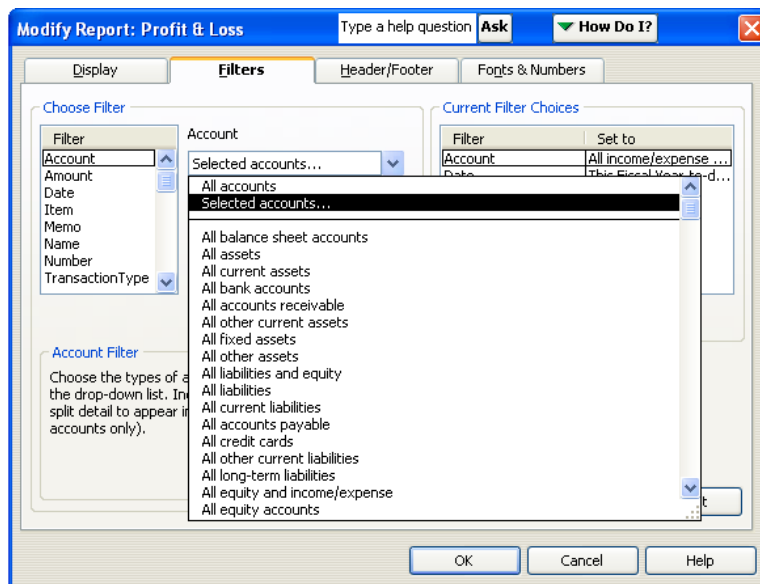 Modify Report: Profit & Loss
Type a help question
Ask
How Do I?
Display
Filters
Header/Footer
Fonts & Numbers
Choose Filter
Current Filter Choices
Filter
Account
Amount
Date
Item
Memo
Name
Number
TransactionType
Account
Selected accounts...
Filter
Set to
Account
All income/expense ...
Date
This Fiscal Year-to-d...
All accounts
Selected accounts...
All balance sheet accounts
All assets
All current assets
All bank accounts
All accounts receivable
All other current assets
All fixed assets
All other assets
All liabilities and equity
All liabilities
All current liabilities
All accounts payable
All credit cards
All other current liabilities
All long-term liabilities
All equity and income/expense
All equity accounts
Account Filter
Choose the types of a
the drop-down list. In
split detail to appear i
accounts only).
t
OK
Cancel
Help